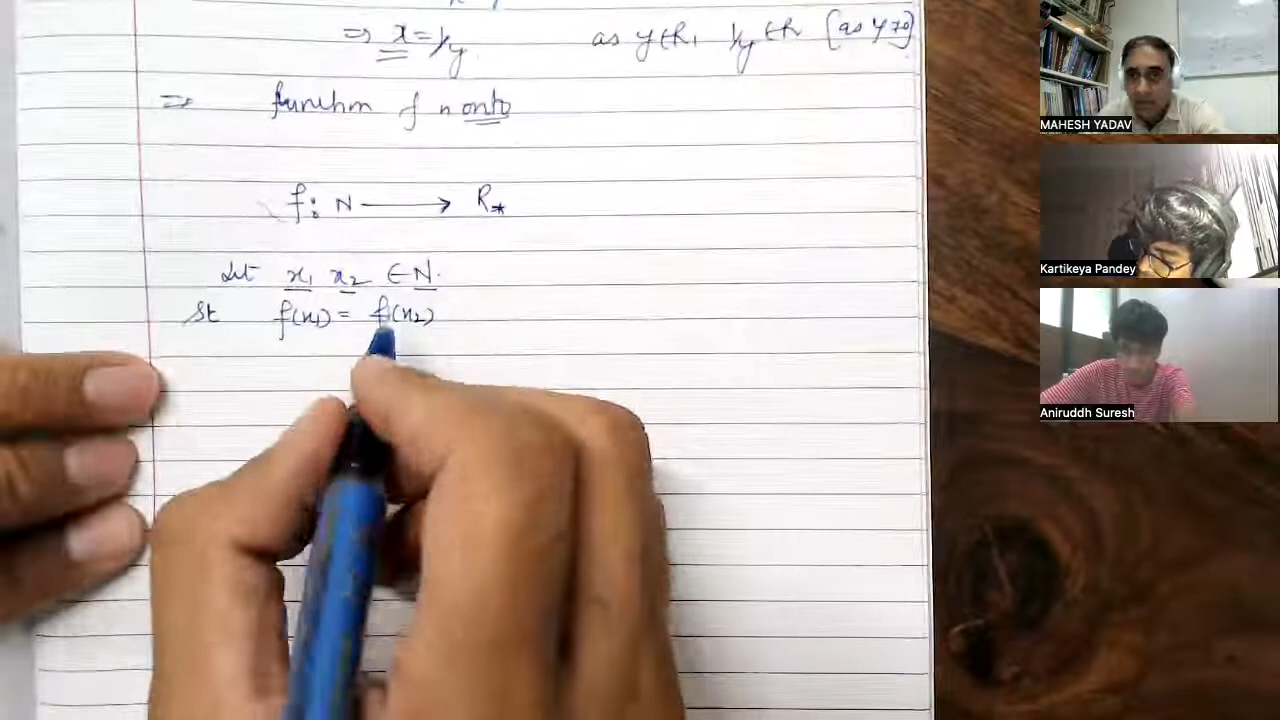 ⇒ x = 1/y as y ∈ R, 1/y ∈ R [as y ≠ 0]
⇒ function f is onto
f: N ⟶ R*
Let x1 x2 ∈ N.
St f(x1) = f(x2)
MAHESH YADAV
Kartikeya Pandey
Aniruddh Suresh